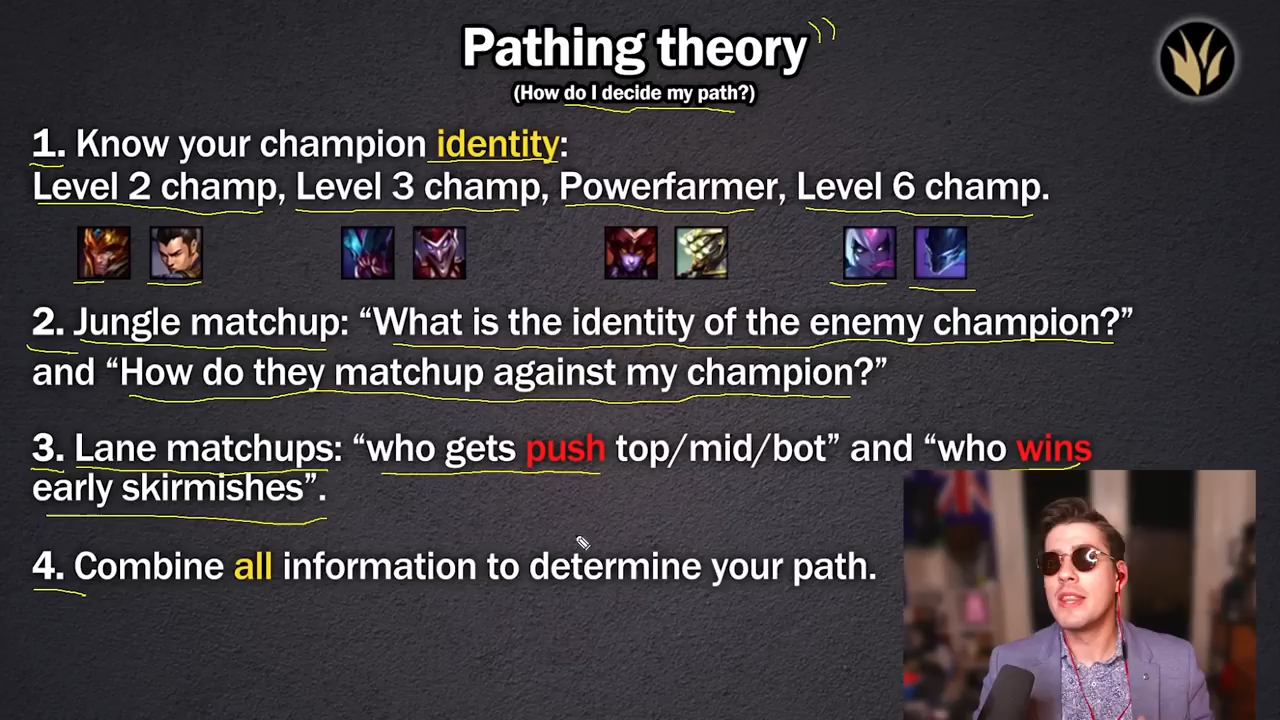 Pathing theory
(How do I decide my path?)
1. Know your champion identity:
Level 2 champ, Level 3 champ, Powerfarmer, Level 6 champ.
2. Jungle matchup: “What is the identity of the enemy champion?”
and “How do they matchup against my champion?”
3. Lane matchups: “who gets push top/mid/bot” and “who wins
early skirmishes”.
4. Combine all information to determine your path.